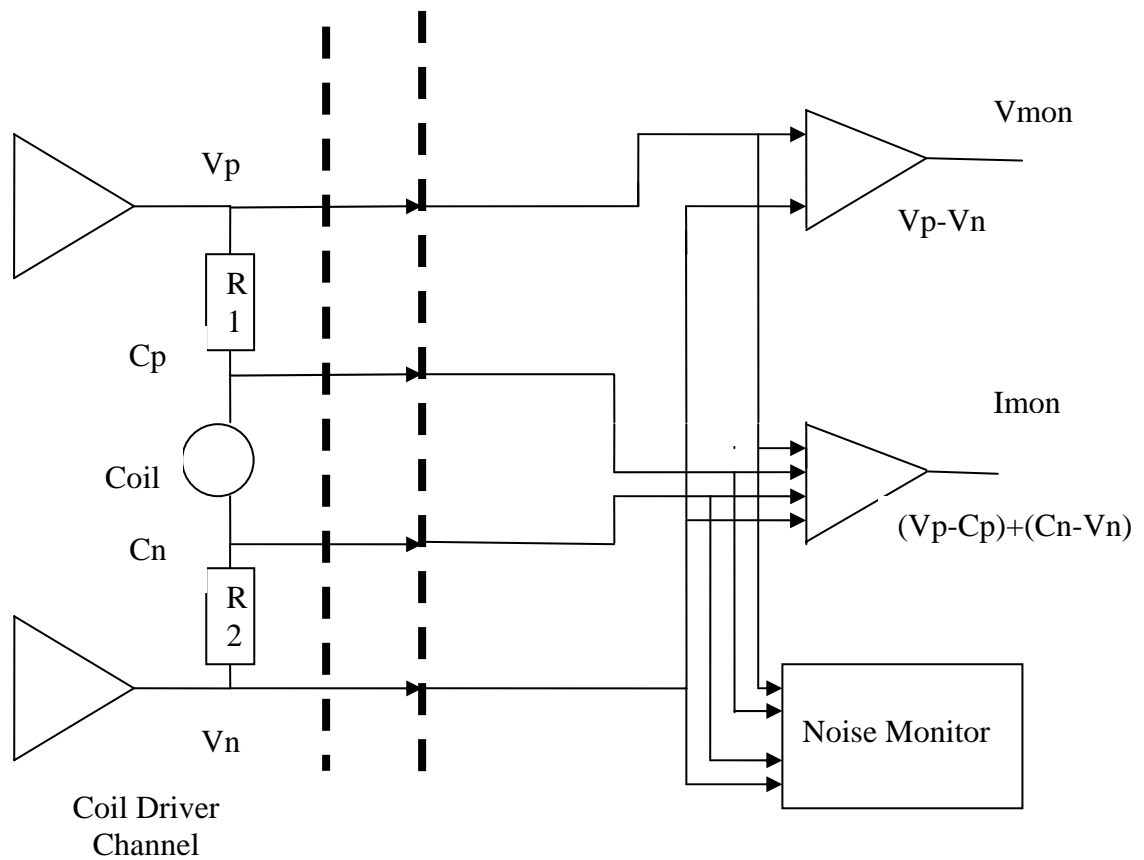 Vmon
Vp
Vp-Vn
R
1
Cp
Imon
Coil
(Vp-Cp)+(Cn-Vn)
Cn
R
2
Noise Monitor
Vn
Coil Driver
Channel